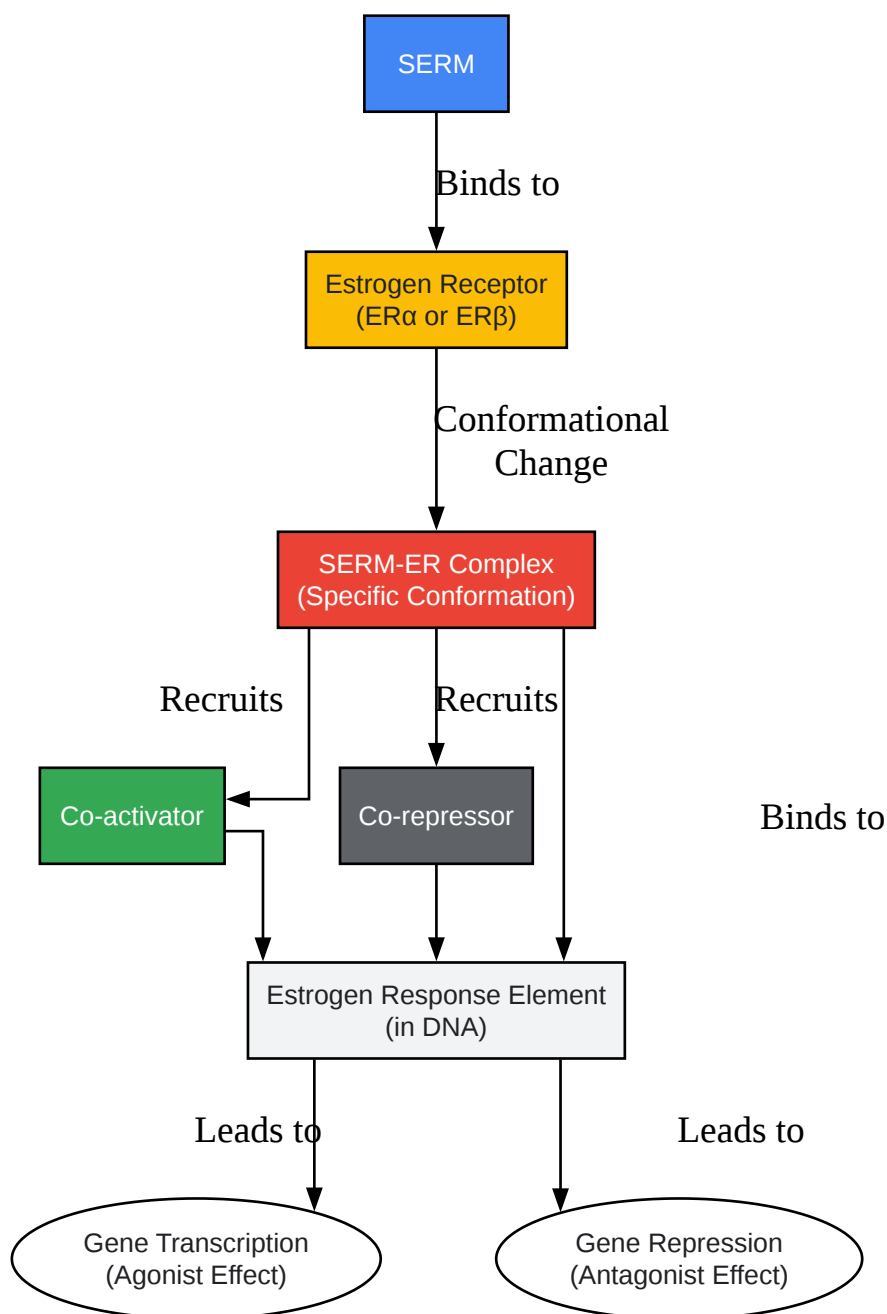 SERM
Binds to
Estrogen Receptor
(ERα or ERβ)
Conformational
Change
SERM-ER Complex
(Specific Conformation)
Recruits
Recruits
Co-activator
Co-repressor
Binds to
Estrogen Response Element
(in DNA)
Leads to
Leads to
Gene Transcription
(Agonist Effect)
Gene Repression
(Antagonist Effect)